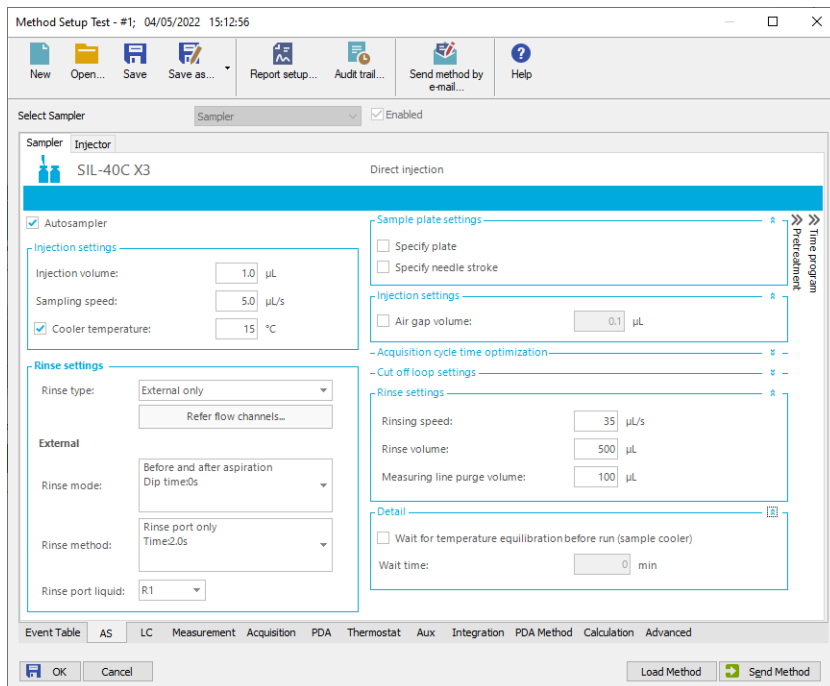 Method Setup Test - #1; 04/05/2022 15:12:56
New Open... Save Save as... Report setup... Audit trail... Send method by e-mail... Help
Select Sampler Sampler Enabled
Sampler Injector
SIL-40C X3 Direct injection
Autosampler
Injection settings
Injection volume: 1.0 µL
Sampling speed: 5.0 µL/s
Cooler temperature: 15 °C
Rinse settings
Rinse type: External only
Refer flow channels...
External
Rinse mode: Before and after aspiration
Dip time:0s
Rinse method: Rinse port only
Time:2.0s
Rinse port liquid: R1
Sample plate settings
Specify plate
Specify needle stroke
Injection settings
Air gap volume: 0.1 µL
Acquisition cycle time optimization
Cut off loop settings
Rinse settings
Rinsing speed: 35 µL/s
Rinse volume: 500 µL
Measuring line purge volume: 100 µL
Detail
Wait for temperature equilibration before run (sample cooler)
Wait time: 0 min
Pretreatment
Time program
Event Table AS LC Measurement Acquisition PDA Thermostat Aux Integration PDA Method Calculation Advanced
OK Cancel Load Method Send Method